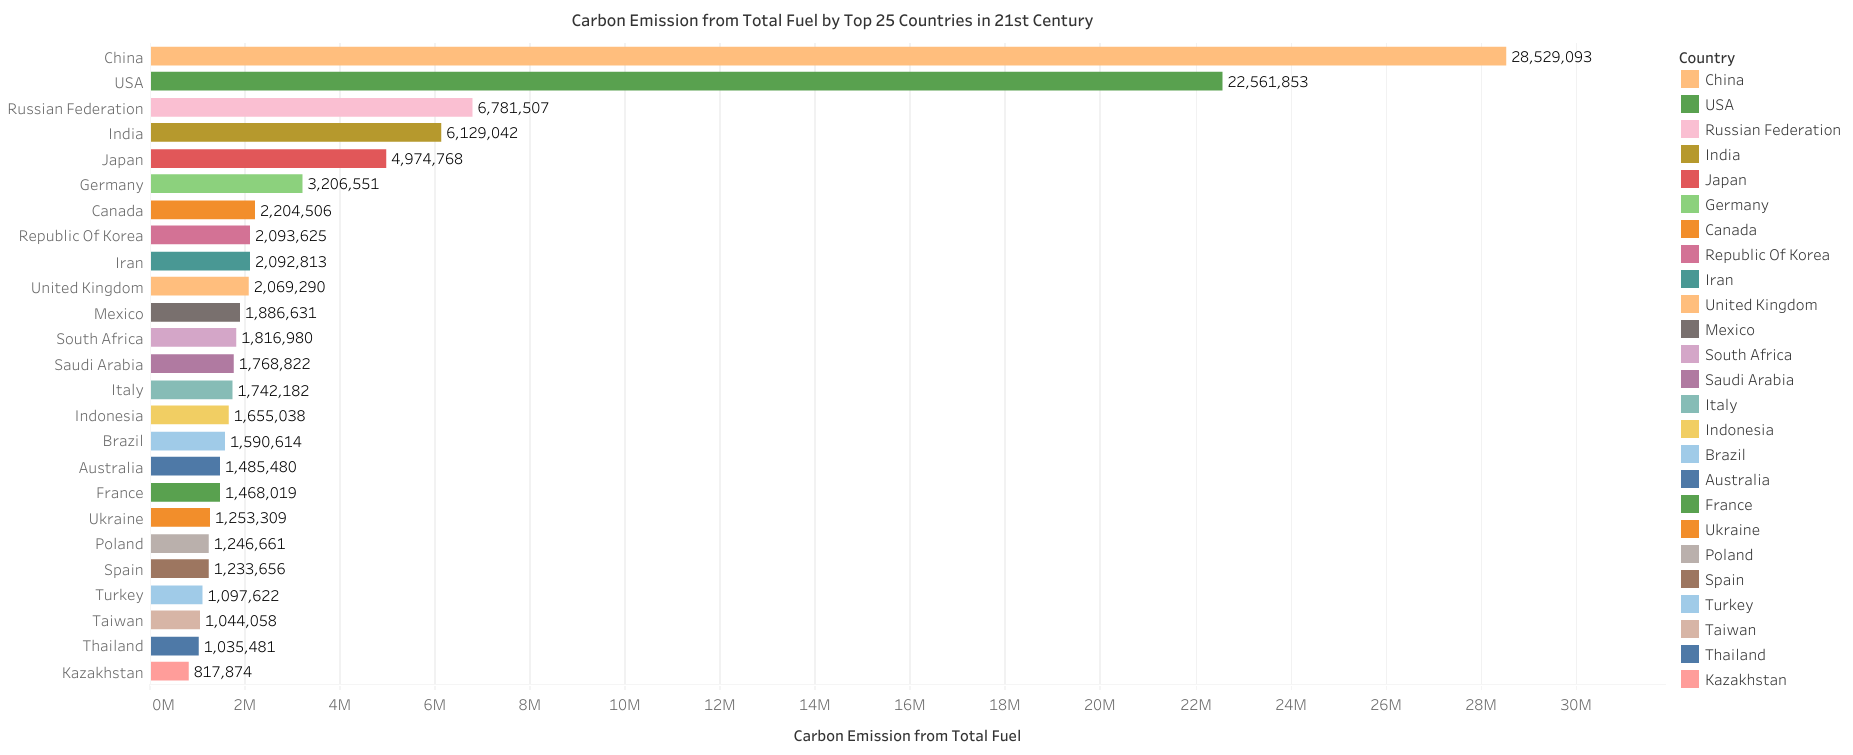 Carbon Emission from Total Fuel by Top 25 Countries in 21st Century
China 28,529,093
USA 22,561,853
Russian Federation 6,781,507
India 6,129,042
Japan 4,974,768
Germany 3,206,551
Canada 2,204,506
Republic Of Korea 2,093,625
Iran 2,092,813
United Kingdom 2,069,290
Mexico 1,886,631
South Africa 1,816,980
Saudi Arabia 1,768,822
Italy 1,742,182
Indonesia 1,655,038
Brazil 1,590,614
Australia 1,485,480
France 1,468,019
Ukraine 1,253,309
Poland 1,246,661
Spain 1,233,656
Turkey 1,097,622
Taiwan 1,044,058
Thailand 1,035,481
Kazakhstan 817,874
0M 2M 4M 6M 8M 10M 12M 14M 16M 18M 20M 22M 24M 26M 28M 30M
Carbon Emission from Total Fuel
Country
China
USA
Russian Federation
India
Japan
Germany
Canada
Republic Of Korea
Iran
United Kingdom
Mexico
South Africa
Saudi Arabia
Italy
Indonesia
Brazil
Australia
France
Ukraine
Poland
Spain
Turkey
Taiwan
Thailand
Kazakhstan